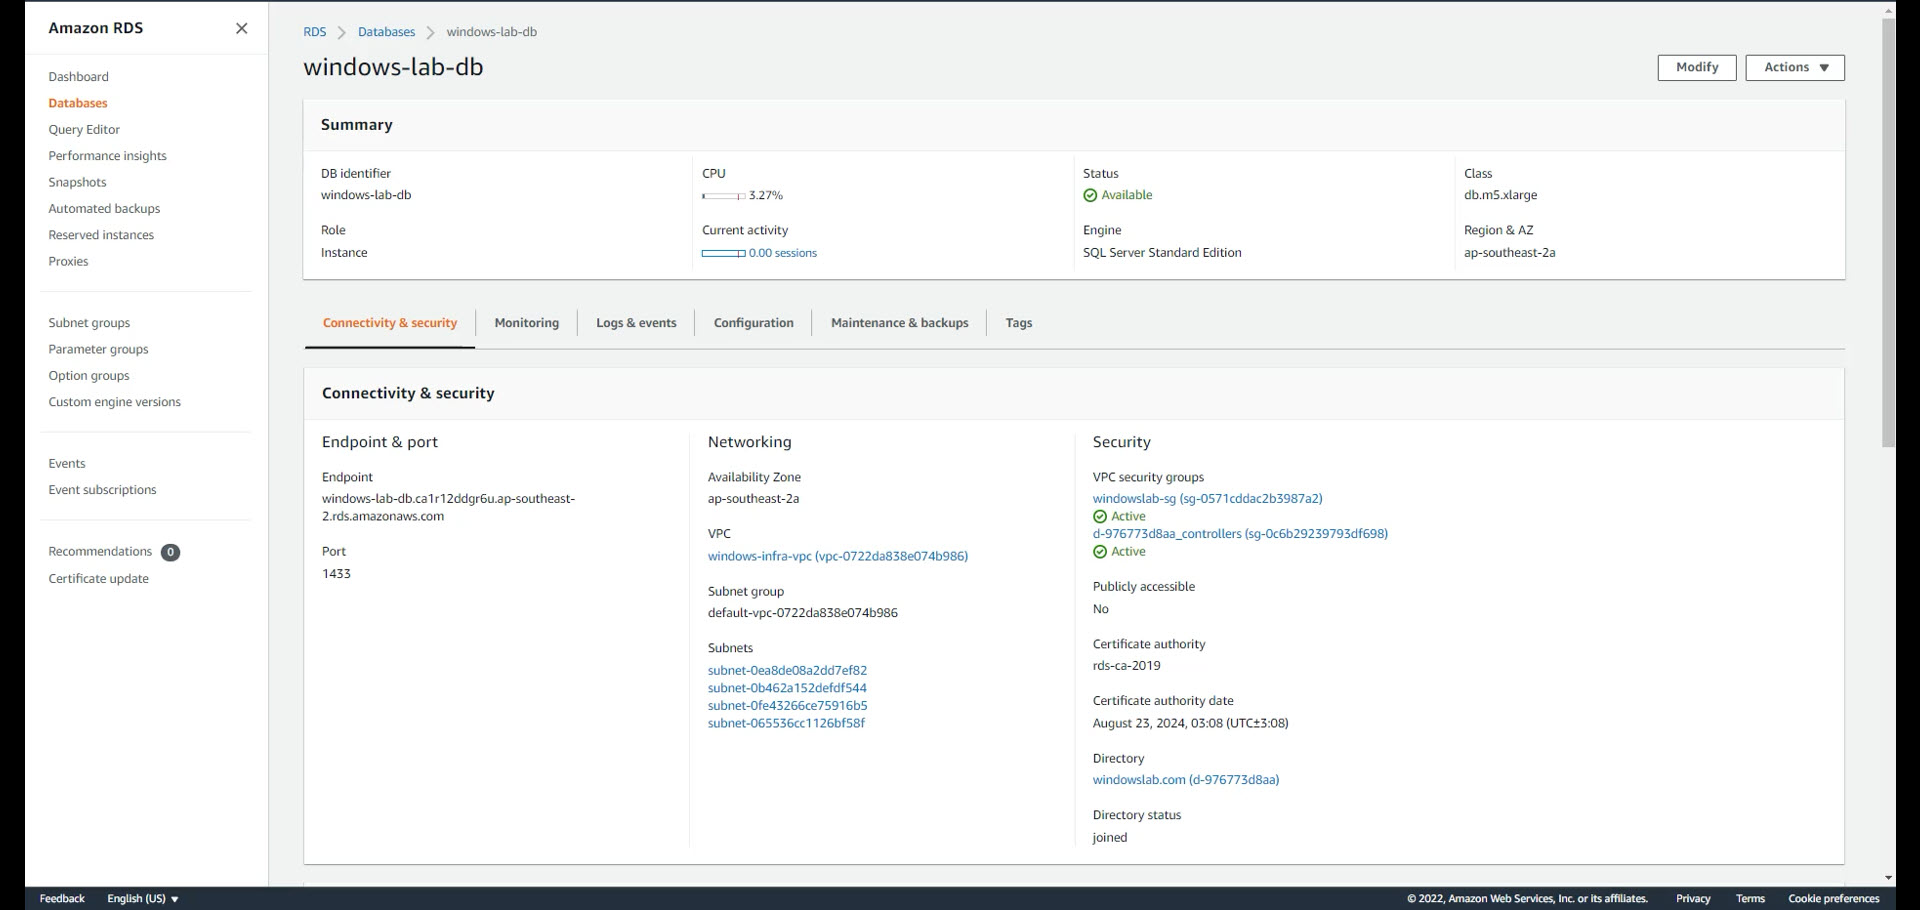 Amazon RDS
Dashboard
Databases
Query Editor
Performance insights
Snapshots
Automated backups
Reserved instances
Proxies
Subnet groups
Parameter groups
Option groups
Custom engine versions
Events
Event subscriptions
Recommendations 0
Certificate update
RDS Databases windows-lab-db
windows-lab-db
Modify Actions
Summary
DB identifier
windows-lab-db
CPU
3.27%
Status
Available
Class
db.m5.xlarge
Role
Instance
Current activity
0.00 sessions
Engine
SQL Server Standard Edition
Region & AZ
ap-southeast-2a
Connectivity & security Monitoring Logs & events Configuration Maintenance & backups Tags
Connectivity & security
Endpoint & port
Endpoint
windows-lab-db.ca1r12ddgr6u.ap-southeast-
2.rds.amazonaws.com
Port
1433
Networking
Availability Zone
ap-southeast-2a
VPC
windows-infra-vpc (vpc-0722da838e074b986)
Subnet group
default-vpc-0722da838e074b986
Subnets
subnet-0ea8de08a2dd7ef82
subnet-0b462a152defdf544
subnet-0fe43266ce75916b5
subnet-065536cc1126bf58f
Security
VPC security groups
windowslab-sg (sg-0571cddac2b3987a2)
Active
d-976773d8aa_controllers (sg-0c6b29239793df698)
Active
Publicly accessible
No
Certificate authority
rds-ca-2019
Certificate authority date
August 23, 2024, 03:08 (UTC±3:08)
Directory
windowslab.com (d-976773d8aa)
Directory status
joined
Feedback English (US) © 2022, Amazon Web Services, Inc. or its affiliates. Privacy Terms Cookie preferences